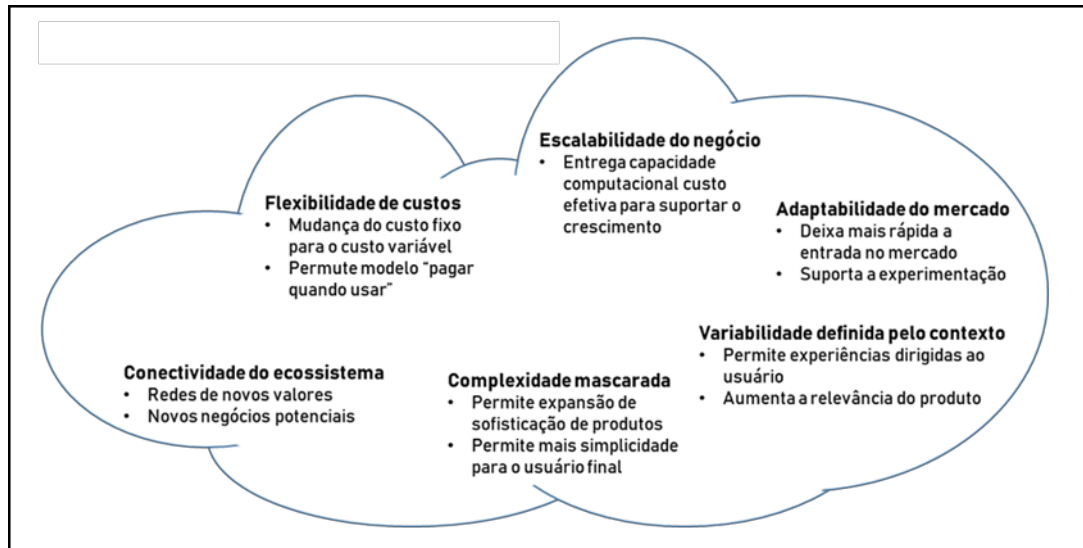 Escalabilidade do negócio
• Entrega capacidade
computacional custo
efetiva para suportar o
crescimento
Flexibilidade de custos
• Mudança do custo fixo
para o custo variável
• Permute modelo “pagar
quando usar”
Adaptabilidade do mercado
• Deixa mais rápida a
entrada no mercado
• Suporta a experimentação
Variabilidade definida pelo contexto
• Permite experiências dirigidas ao
usuário
• Aumenta a relevância do produto
Conectividade do ecossistema
• Redes de novos valores
• Novos negócios potenciais
Complexidade mascarada
• Permite expansão de
sofisticação de produtos
• Permite mais simplicidade
para o usuário final